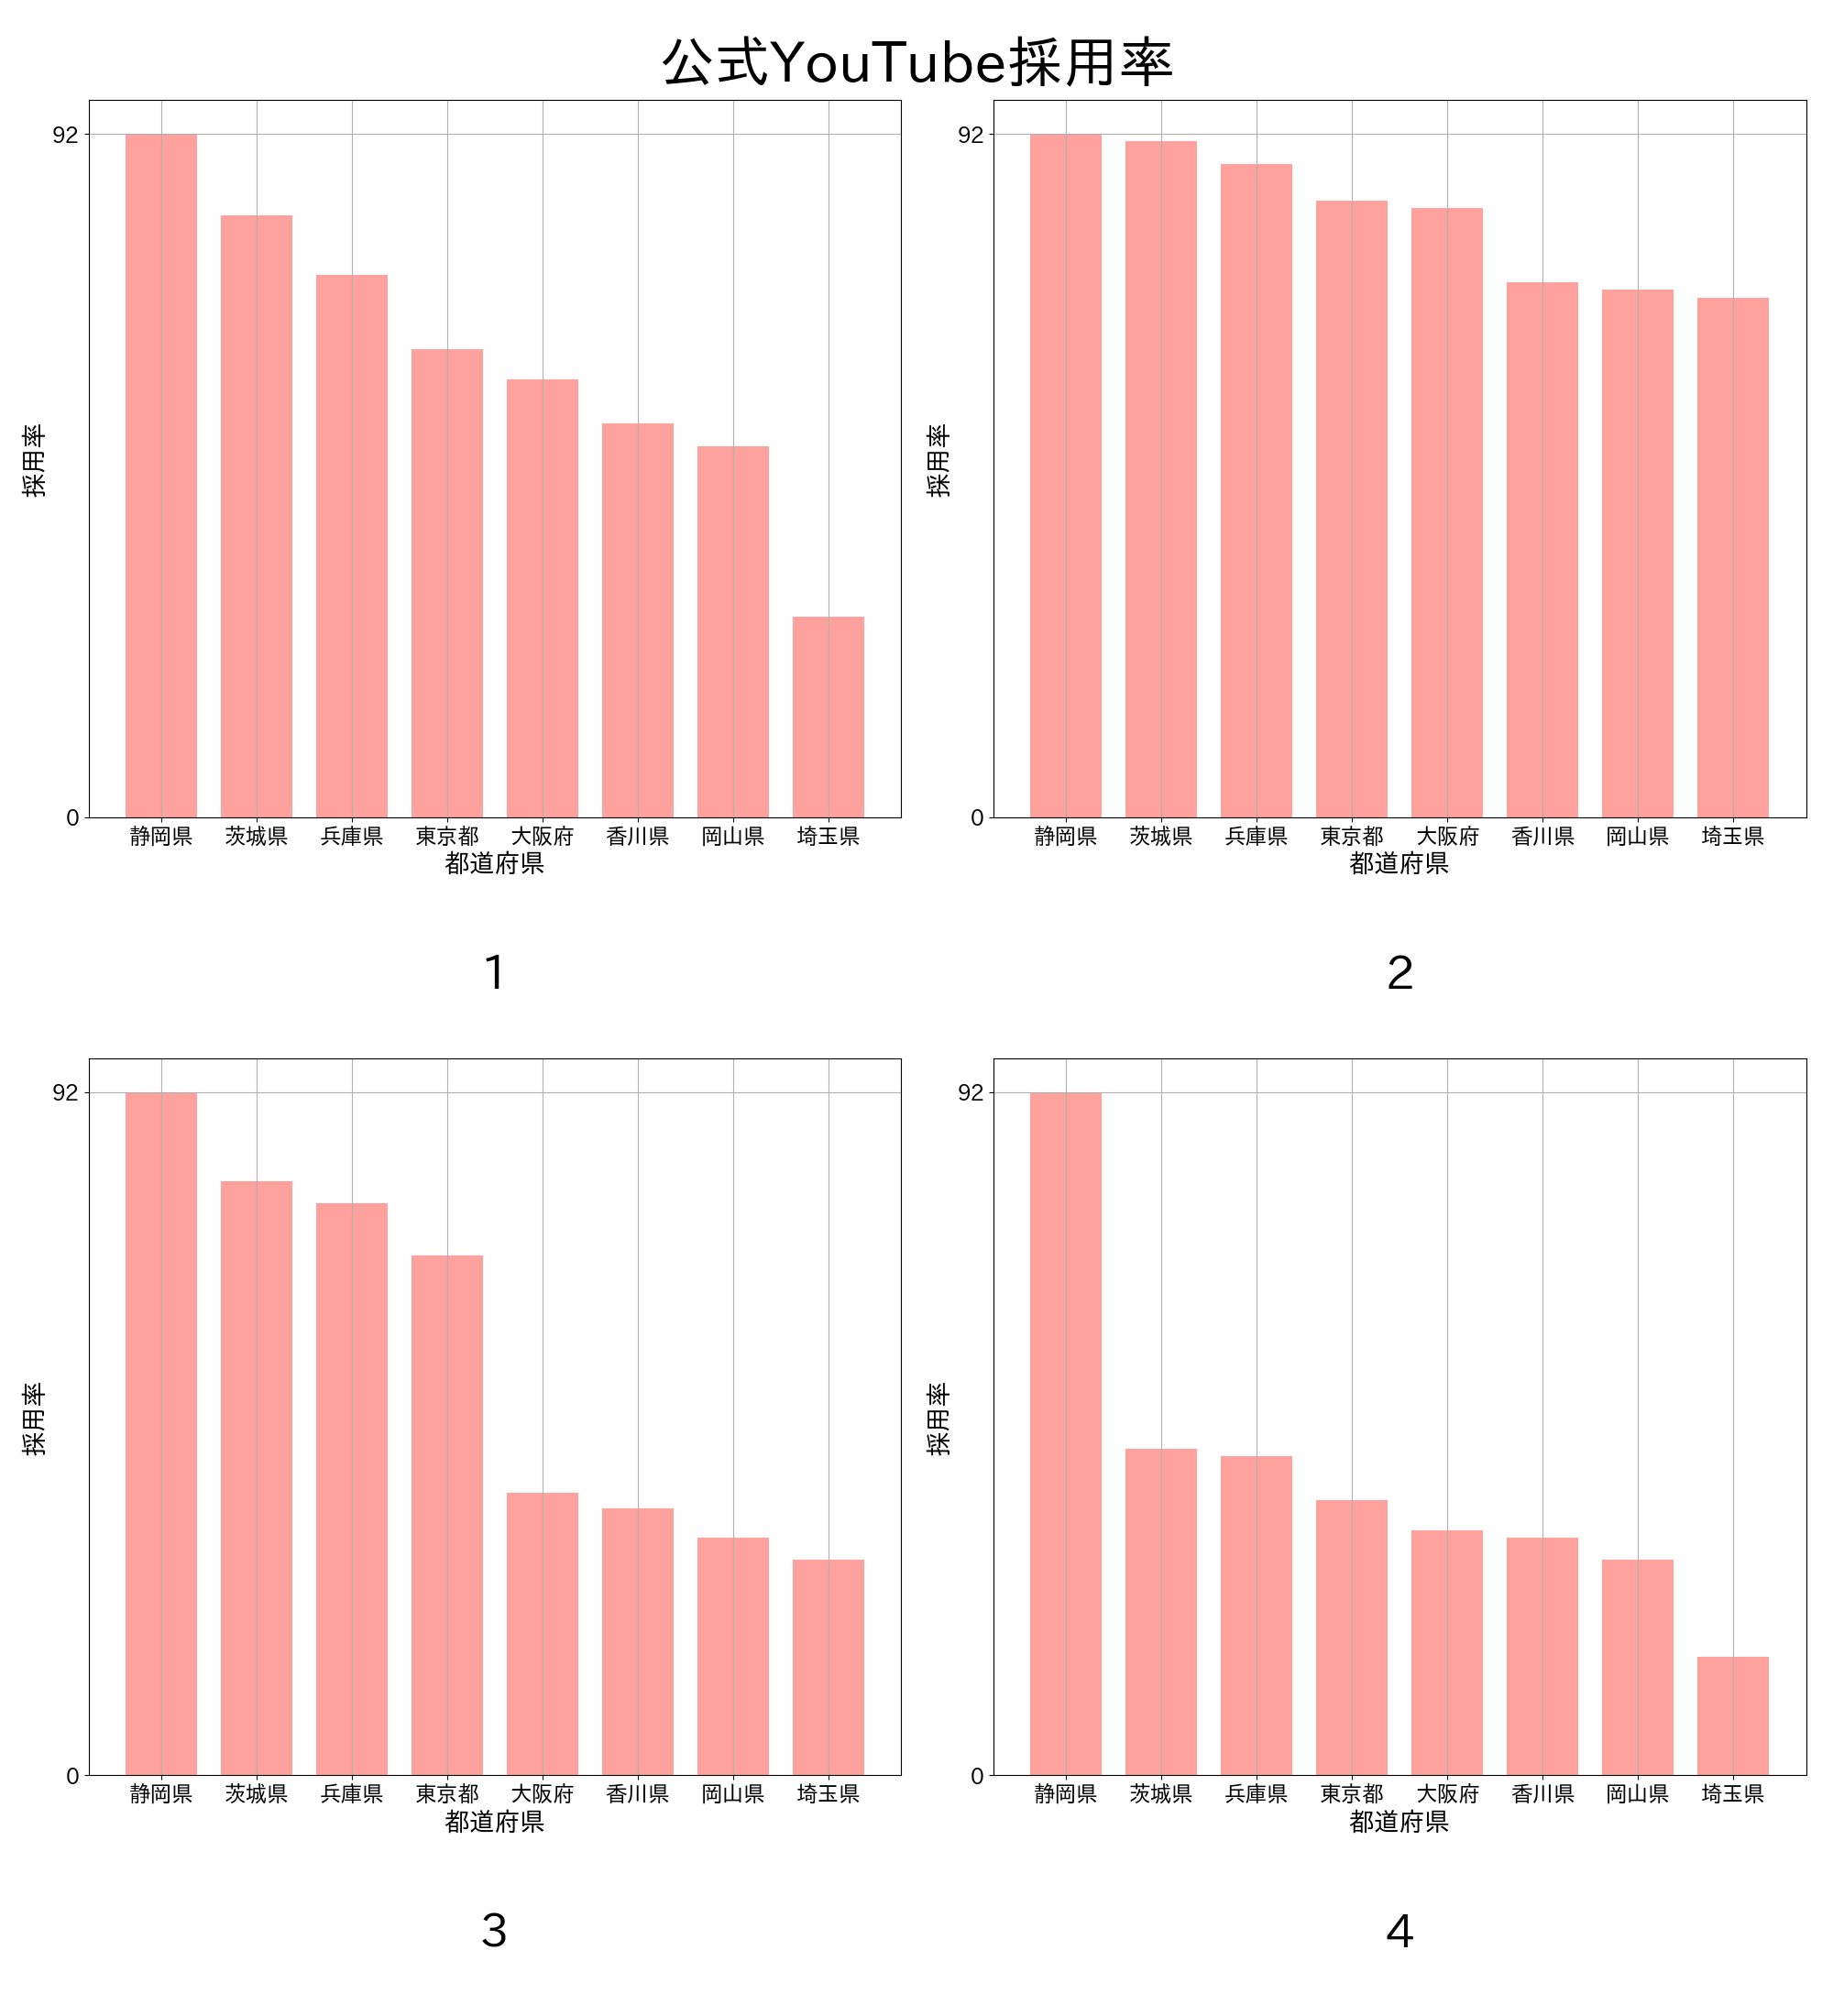 公式YouTube採用率
92
0
採用率
静岡県 茨城県 兵庫県 東京都 大阪府 香川県 岡山県 埼玉県
都道府県
1
92
0
採用率
静岡県 茨城県 兵庫県 東京都 大阪府 香川県 岡山県 埼玉県
都道府県
2
92
0
採用率
静岡県 茨城県 兵庫県 東京都 大阪府 香川県 岡山県 埼玉県
都道府県
3
92
0
採用率
静岡県 茨城県 兵庫県 東京都 大阪府 香川県 岡山県 埼玉県
都道府県
4